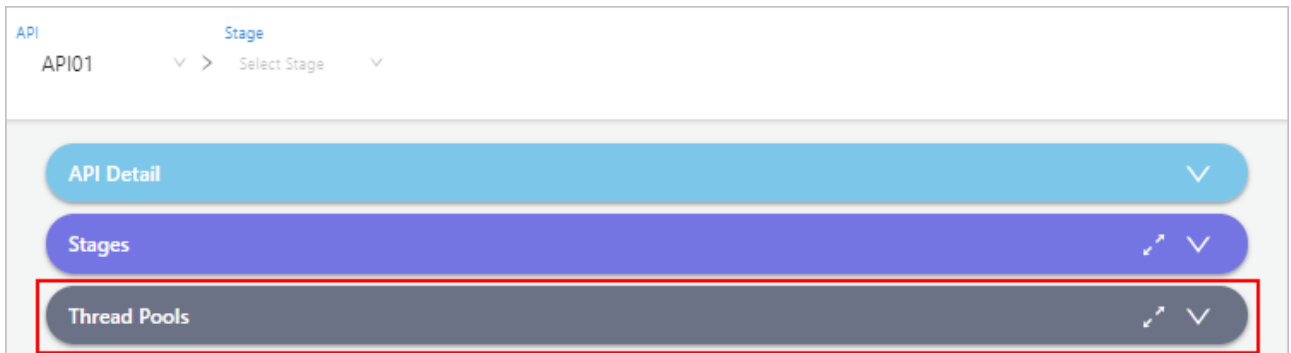 API Stage
API01 > Select Stage
API Detail
Stages
Thread Pools